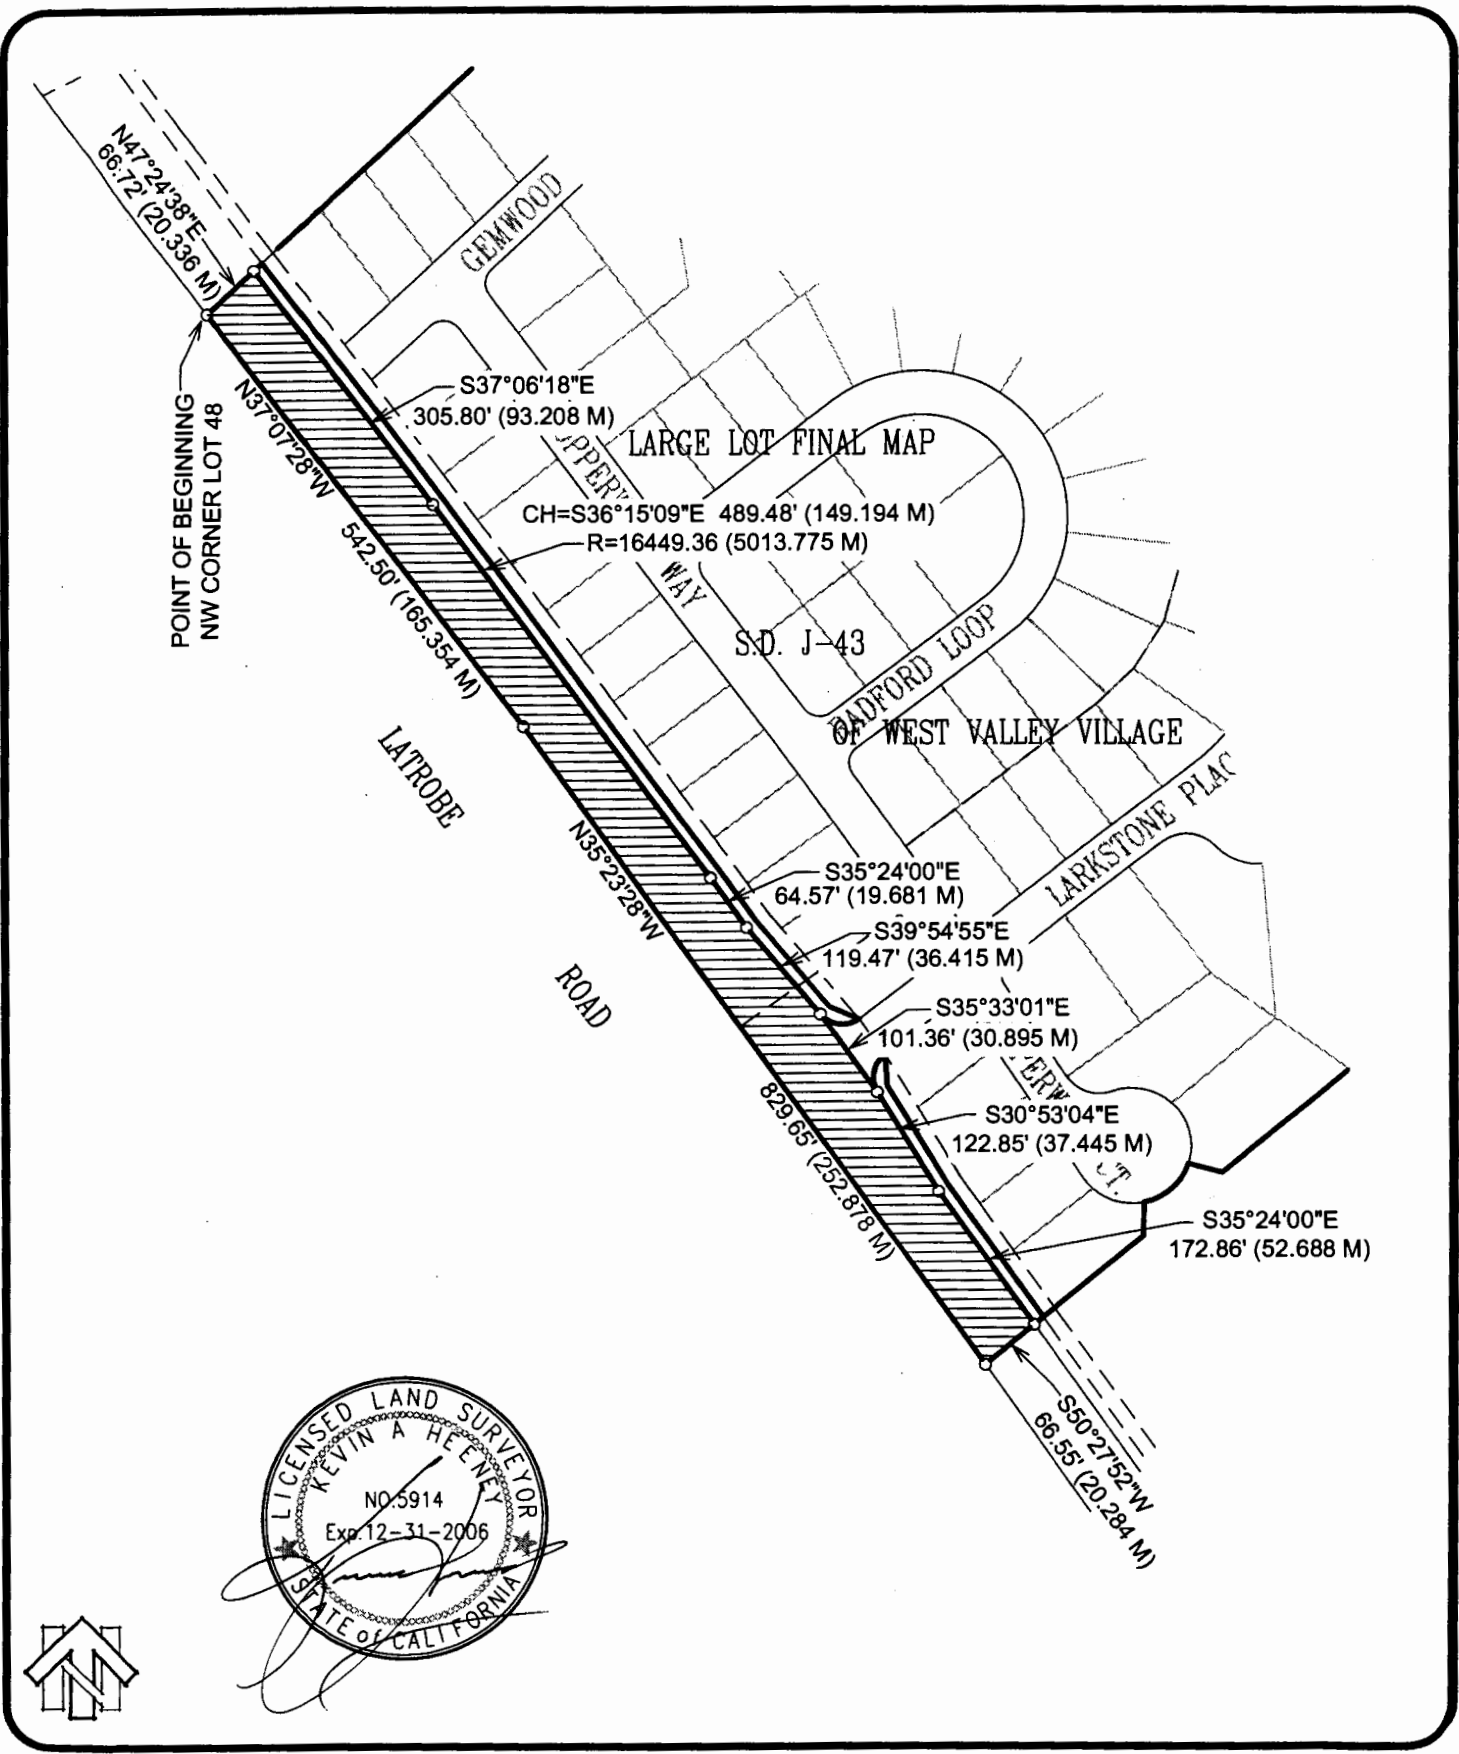 N47°24'38"E
66.72' (20.336 M)
GEMWOOD
POINT OF BEGINNING
NW CORNER LOT 48
N37°07'28"W
542.50' (165.354 M)
S37°06'18"E
305.80' (93.208 M)
LARGE LOT FINAL MAP
CH=S36°15'09"E 489.48' (149.194 M)
R=16449.36 (5013.775 M)
WAY
S.D. J-43
LOOP
OF WEST VALLEY VILLAGE
LATROBE
ROAD
LARKSTONE PLAC
N35°23'28"W
829.65' (252.878 M)
S35°24'00"E
64.57' (19.681 M)
S39°54'55"E
119.47' (36.415 M)
S35°33'01"E
101.36' (30.895 M)
S30°53'04"E
122.85' (37.445 M)
CT.
S35°24'00"E
172.86' (52.688 M)
S50°27'52"W
66.55' (20.284 M)
LICENSED LAND SURVEYOR
KEVIN A HEENEY
NO.5914
Exp.12-31-2006
STATE of CALIFORNIA
N